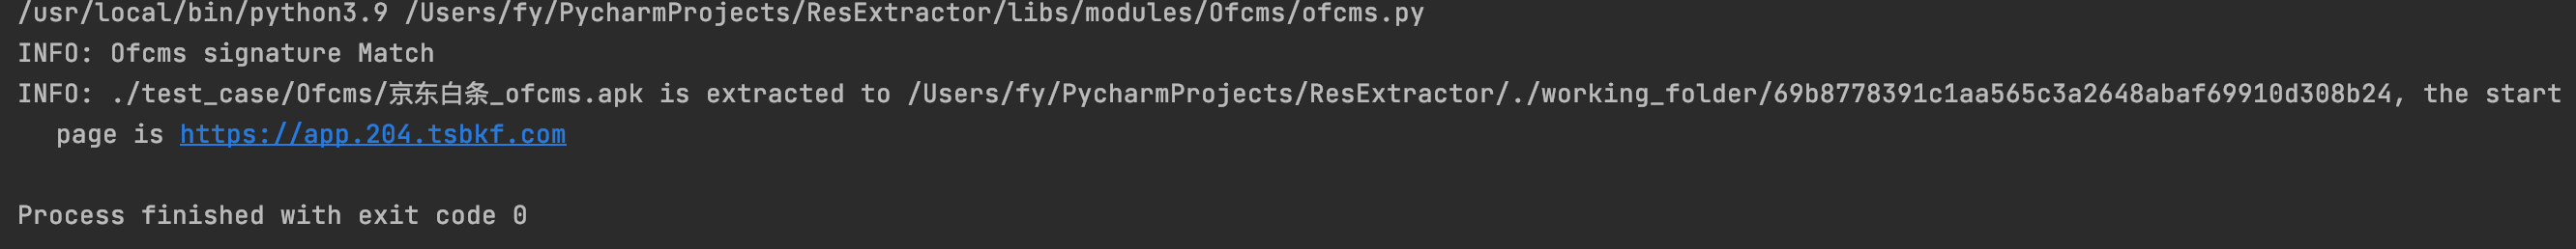 /usr/local/bin/python3.9 /Users/fy/PycharmProjects/ResExtractor/libs/modules/Ofcms/ofcms.py
INFO: Ofcms signature Match
INFO: ./test_case/Ofcms/京东白条_ofcms.apk is extracted to /Users/fy/PycharmProjects/ResExtractor/./working_folder/69b8778391c1aa565c3a2648abaf69910d308b24, the start
page is https://app.204.tsbkf.com
Process finished with exit code 0